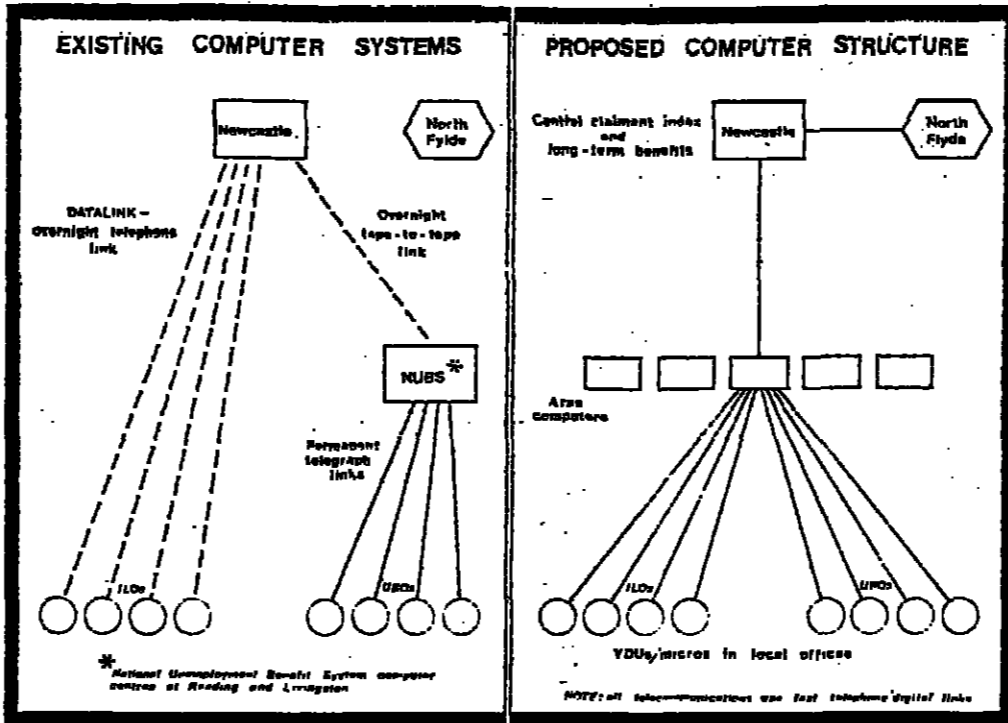 EXISTING COMPUTER SYSTEMS
Newcastle
North
Fylde
DATALINK -
overnight telephone
link
Overnight
tape-to-tape
link
NUBS*
Permanent
telegraph
links
ILOs
UBOs
*National Unemployment Benefit System computer
centres at Reading and Livingston
PROPOSED COMPUTER STRUCTURE
Central claimant index
and
long-term benefits
Newcastle
North
Flyde
Area
computers
ILOs
UBOs
VDUs/micros in local offices
NOTE: all telecommunications use fast telephone digital links